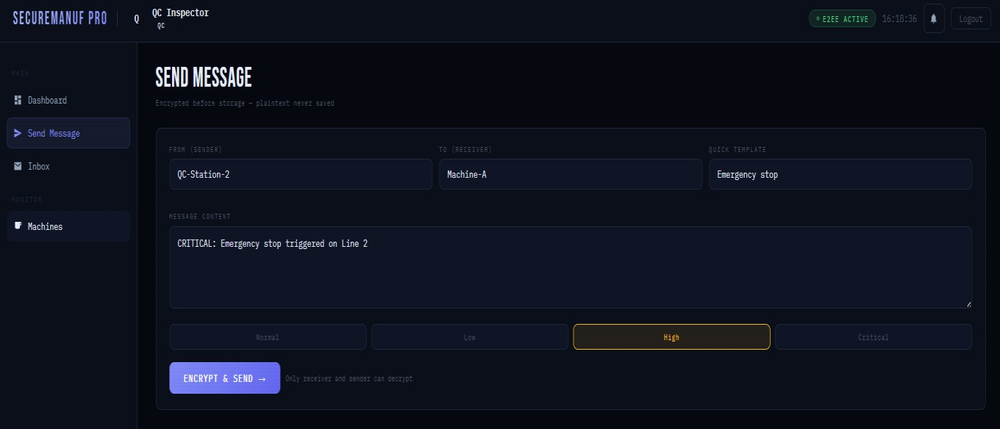 SECUREMANUF PRO
Q
QC Inspector
QC
E2EE ACTIVE
16:18:36
Logout
MAIN
Dashboard
Send Message
Inbox
MONITOR
Machines
SEND MESSAGE
Encrypted before storage — plaintext never saved
FROM (SENDER)
TO (RECEIVER)
QUICK TEMPLATE
QC-Station-2
Machine-A
Emergency stop
MESSAGE CONTENT
CRITICAL: Emergency stop triggered on Line 2
Normal
Low
High
Critical
ENCRYPT & SEND →
Only receiver and sender can decrypt